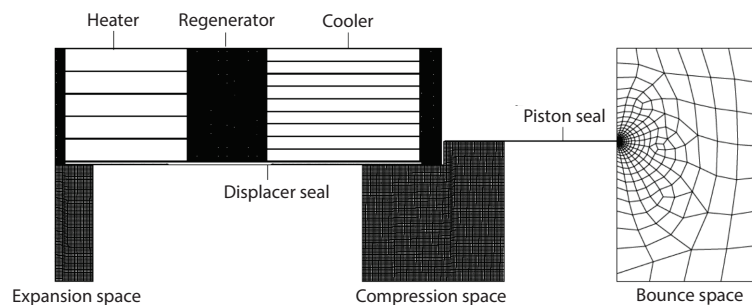 Heater
Regenerator
Cooler
Piston seal
Displacer seal
Expansion space
Compression space
Bounce space